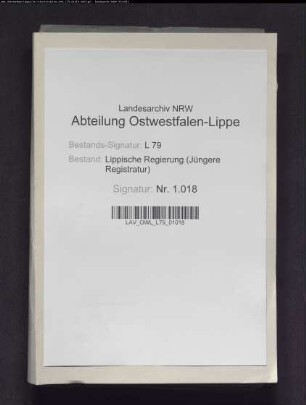 Landesarchiv NRW
Abteilung Ostwestfalen-Lippe
Bestands-Signatur: L 79
Bestand: Lippische Regierung (Jüngere
Registratur)
Signatur: Nr. 1.018
LAV_OWL_L79_01018